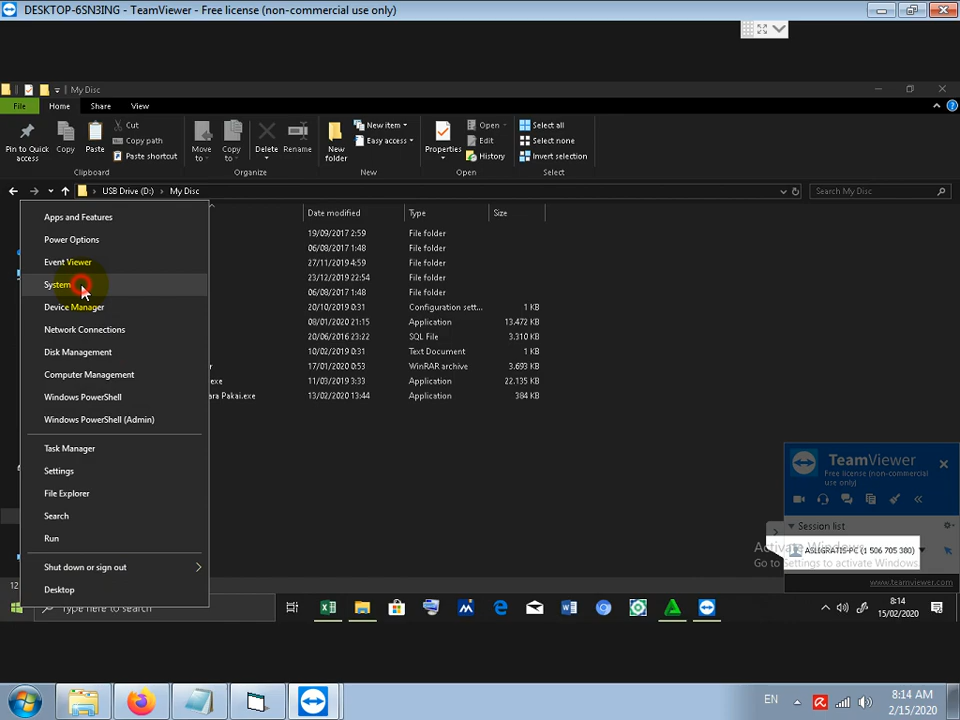 DESKTOP-6SN3ING - TeamViewer - Free license (non-commercial use only)
My Disc
File Home Share View
Pin to Quick access
Copy
Paste
Cut
Copy path
Paste shortcut
Clipboard
Move to
Copy to
Delete
Rename
Organize
New folder
New item
Easy access
New
Properties
Open
Edit
History
Open
Select all
Select none
Invert selection
Select
USB Drive (D:) My Disc
Search My Disc
Date modified Type Size
19/09/2017 2:59 File folder
06/08/2017 1:48 File folder
27/11/2019 4:59 File folder
23/12/2019 22:54 File folder
06/08/2017 1:48 File folder
20/10/2019 0:31 Configuration sett... 1 KB
08/01/2020 21:15 Application 13.472 KB
20/06/2016 23:22 SQL File 3.310 KB
10/02/2019 0:31 Text Document 1 KB
r 17/01/2020 0:53 WinRAR archive 3.693 KB
exe 11/03/2019 3:33 Application 22.135 KB
ara Pakai.exe 13/02/2020 13:44 Application 384 KB
Apps and Features
Power Options
Event Viewer
System
Device Manager
Network Connections
Disk Management
Computer Management
Windows PowerShell
Windows PowerShell (Admin)
Task Manager
Settings
File Explorer
Search
Run
Shut down or sign out
Desktop
TeamViewer
Free license (non-commercial
use only)
Session list
ASLIGRATIS-PC (1 506 705 380)
Activate Windows
Go to Settings to activate Windows.
www.teamviewer.com
12
Type here to search
8:14
15/02/2020
EN
8:14 AM
2/15/2020